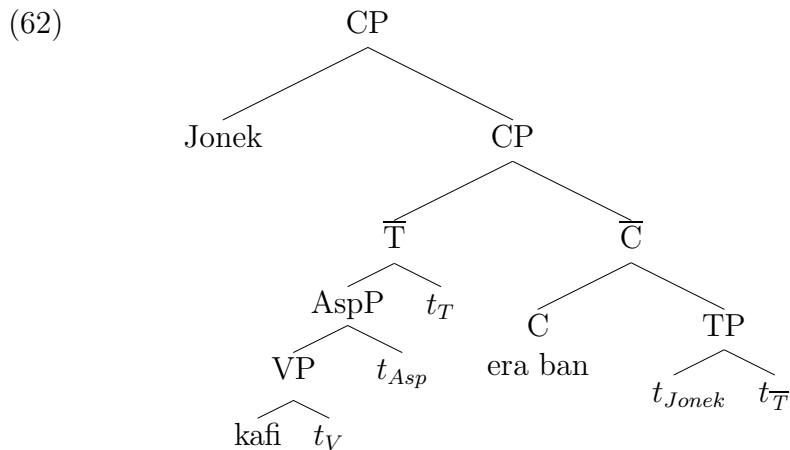 (62)
CP
Jonek CP
T̅ C̅
AspP t_T C TP
VP t_Asp era ban t_Jonek t_T̅
kafi t_V